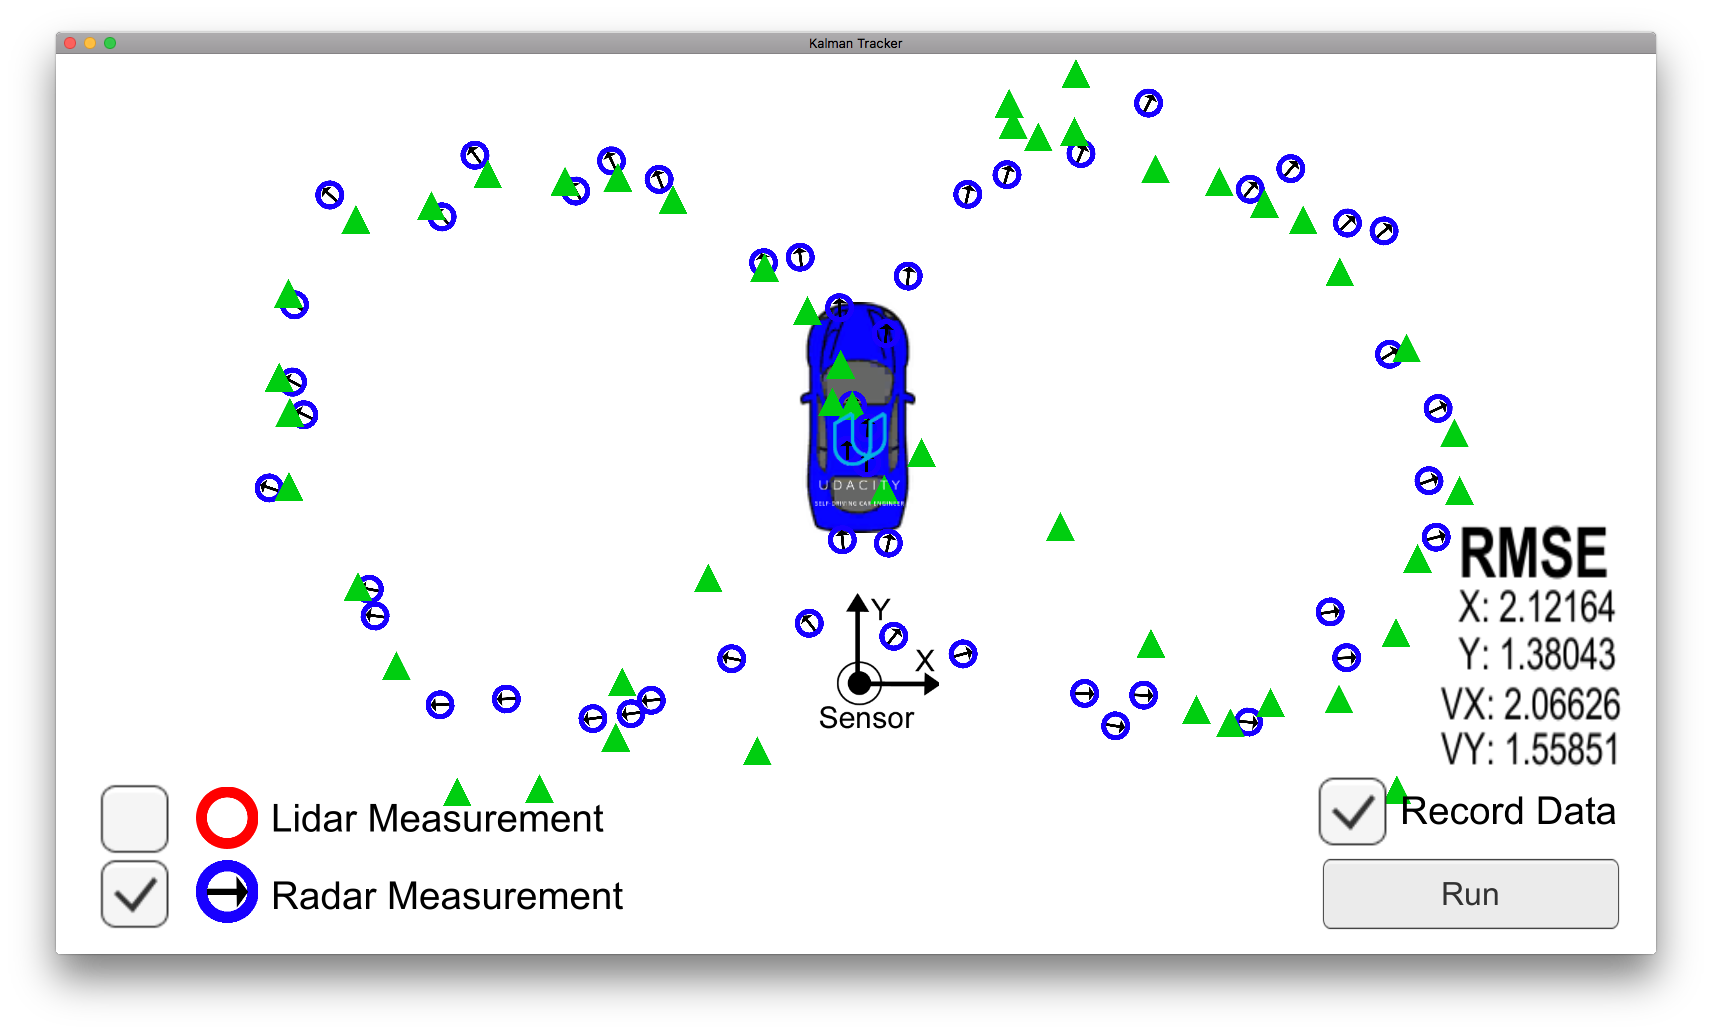 Kalman Tracker
UDACITY
SELF-DRIVING CAR ENGINEER
Y
X
Sensor
RMSE
X: 2.12164
Y: 1.38043
VX: 2.06626
VY: 1.55851
Lidar Measurement
Radar Measurement
Record Data
Run